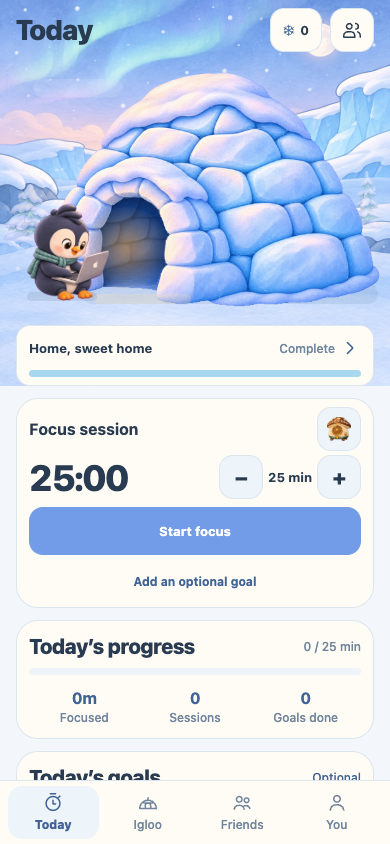 Today
❄ 0
Home, sweet home
Complete
Focus session
25:00
− 25 min +
Start focus
Add an optional goal
Today’s progress
0 / 25 min
0m
Focused
0
Sessions
0
Goals done
Today’s goals
Optional
Today
Igloo
Friends
You